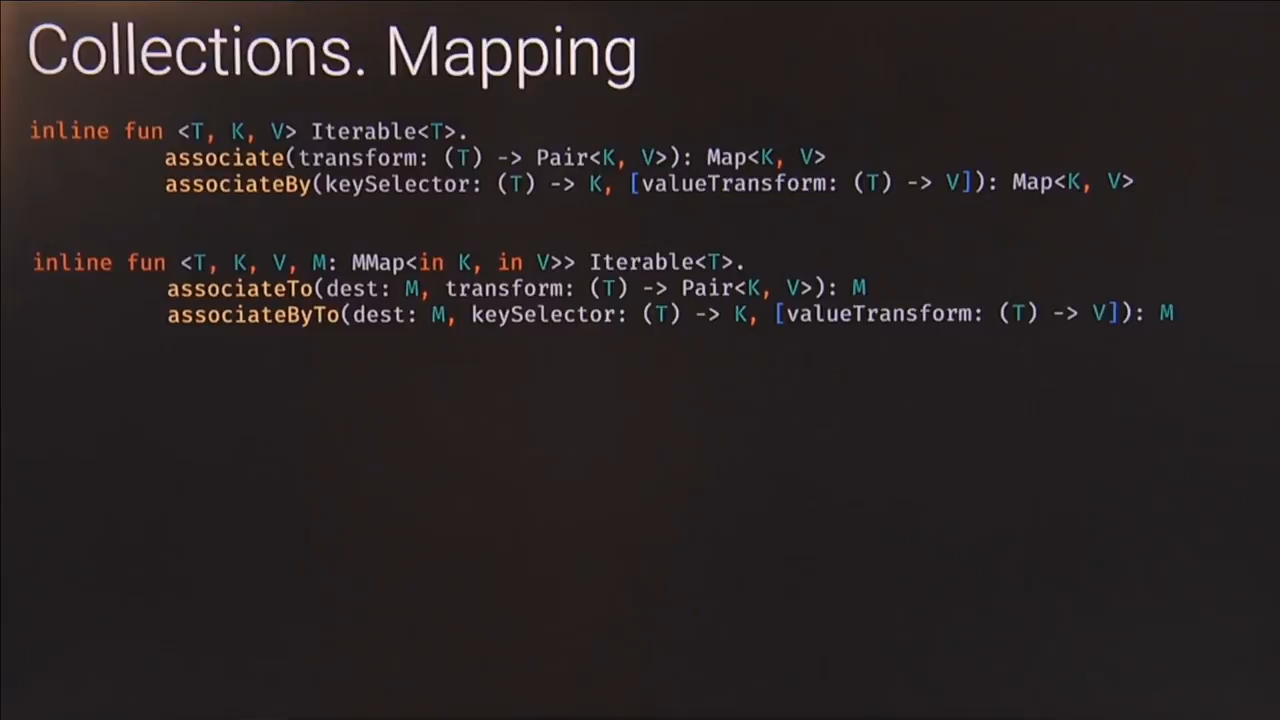 Collections. Mapping
inline fun <T, K, V> Iterable<T>.
associate(transform: (T) -> Pair<K, V>): Map<K, V>
associateBy(keySelector: (T) -> K, [valueTransform: (T) -> V]): Map<K, V>
inline fun <T, K, V, M: MMap<in K, in V>> Iterable<T>.
associateTo(dest: M, transform: (T) -> Pair<K, V>): M
associateByTo(dest: M, keySelector: (T) -> K, [valueTransform: (T) -> V]): M